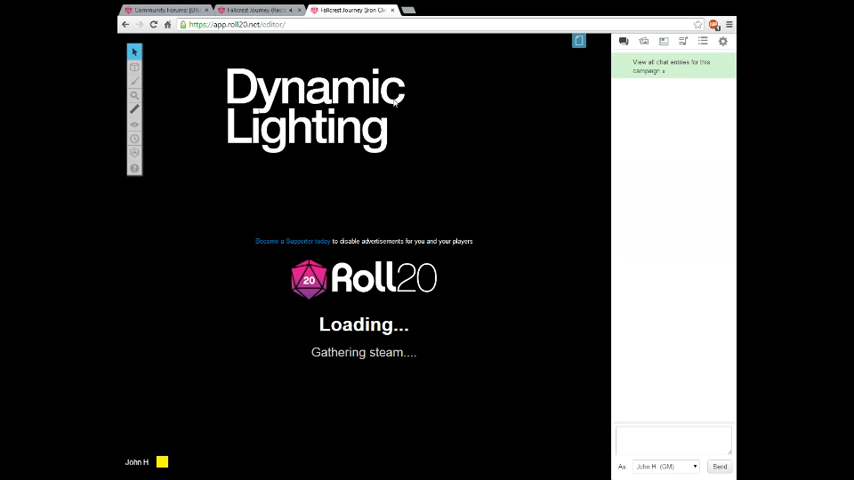 Community Forums: [D&
Fallcrest Journey (Reco
Fallcrest Journey (Iron Cla
https://app.roll20.net/editor/
View all chat entries for this
campaign »
Dynamic
Lighting
Become a Supporter today to disable advertisements for you and your players
20
Roll20
Loading...
Gathering steam....
John H
As:
John H. (GM)
Send